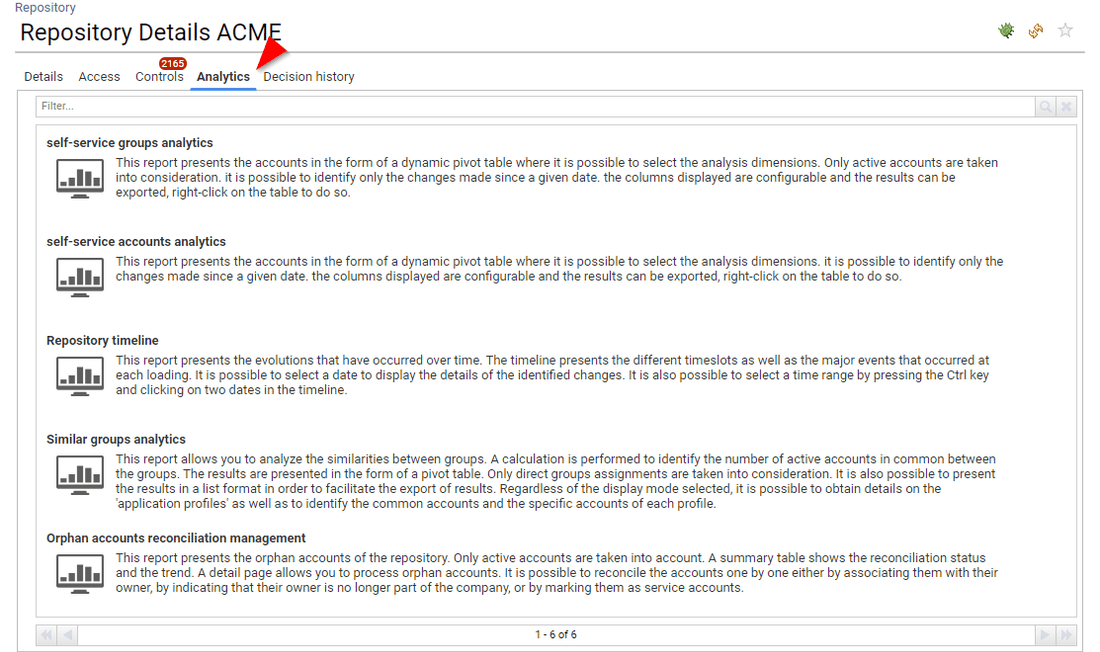 Repository
Repository Details ACME
2165
Details Access Controls Analytics Decision history
Filter...
self-service groups analytics
This report presents the accounts in the form of a dynamic pivot table where it is possible to select the analysis dimensions. Only active accounts are taken
into consideration. it is possible to identify only the changes made since a given date. the columns displayed are configurable and the results can be
exported, right-click on the table to do so.
self-service accounts analytics
This report presents the accounts in the form of a dynamic pivot table where it is possible to select the analysis dimensions. it is possible to identify only the
changes made since a given date. the columns displayed are configurable and the results can be exported, right-click on the table to do so.
Repository timeline
This report presents the evolutions that have occurred over time. The timeline presents the different timeslots as well as the major events that occurred at
each loading. It is possible to select a date to display the details of the identified changes. It is also possible to select a time range by pressing the Ctrl key
and clicking on two dates in the timeline.
Similar groups analytics
This report allows you to analyze the similarities between groups. A calculation is performed to identify the number of active accounts in common between
the groups. The results are presented in the form of a pivot table. Only direct groups assignments are taken into consideration. It is also possible to present
the results in a list format in order to facilitate the export of results. Regardless of the display mode selected, it is possible to obtain details on the
'application profiles' as well as to identify the common accounts and the specific accounts of each profile.
Orphan accounts reconciliation management
This report presents the orphan accounts of the repository. Only active accounts are taken into account. A summary table shows the reconciliation status
and the trend. A detail page allows you to process orphan accounts. It is possible to reconcile the accounts one by one either by associating them with their
owner, by indicating that their owner is no longer part of the company, or by marking them as service accounts.
1 - 6 of 6